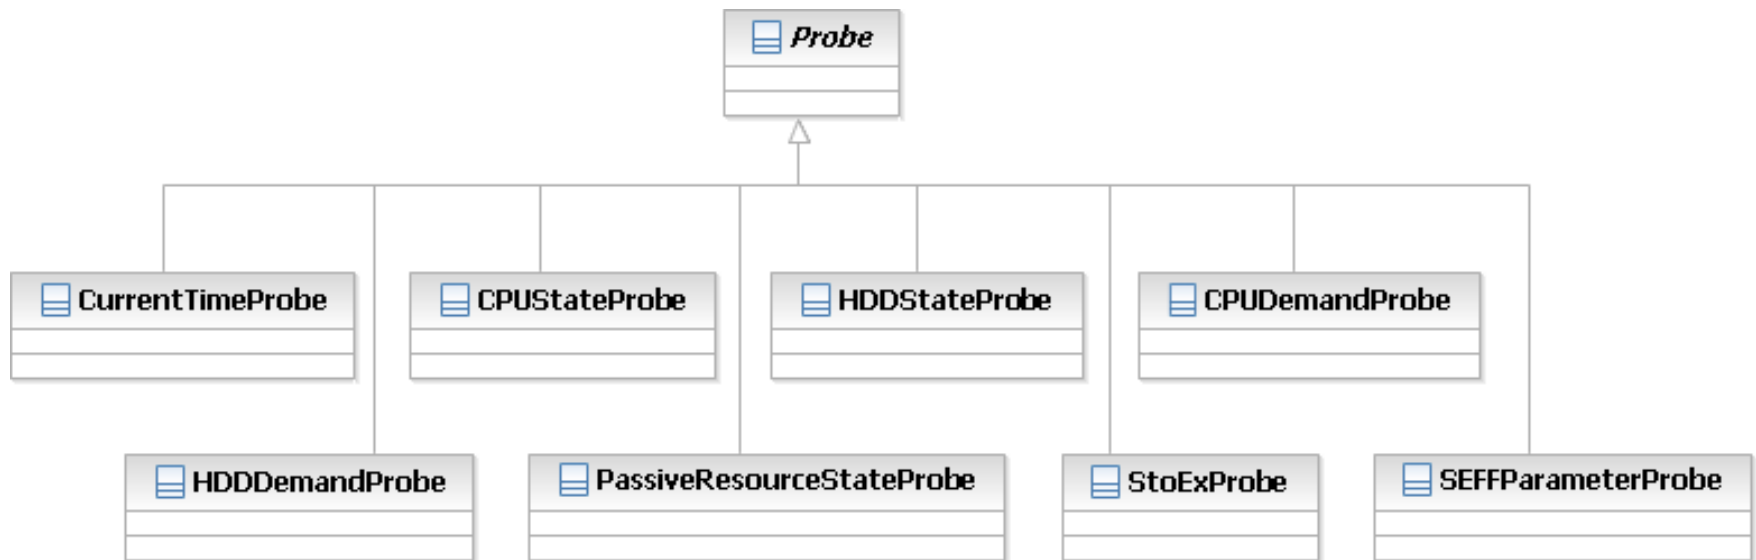 Probe
CurrentTimeProbe
CPUStateProbe
HDDStateProbe
CPUDemandProbe
HDDDemandProbe
PassiveResourceStateProbe
StoExProbe
SEFFParameterProbe